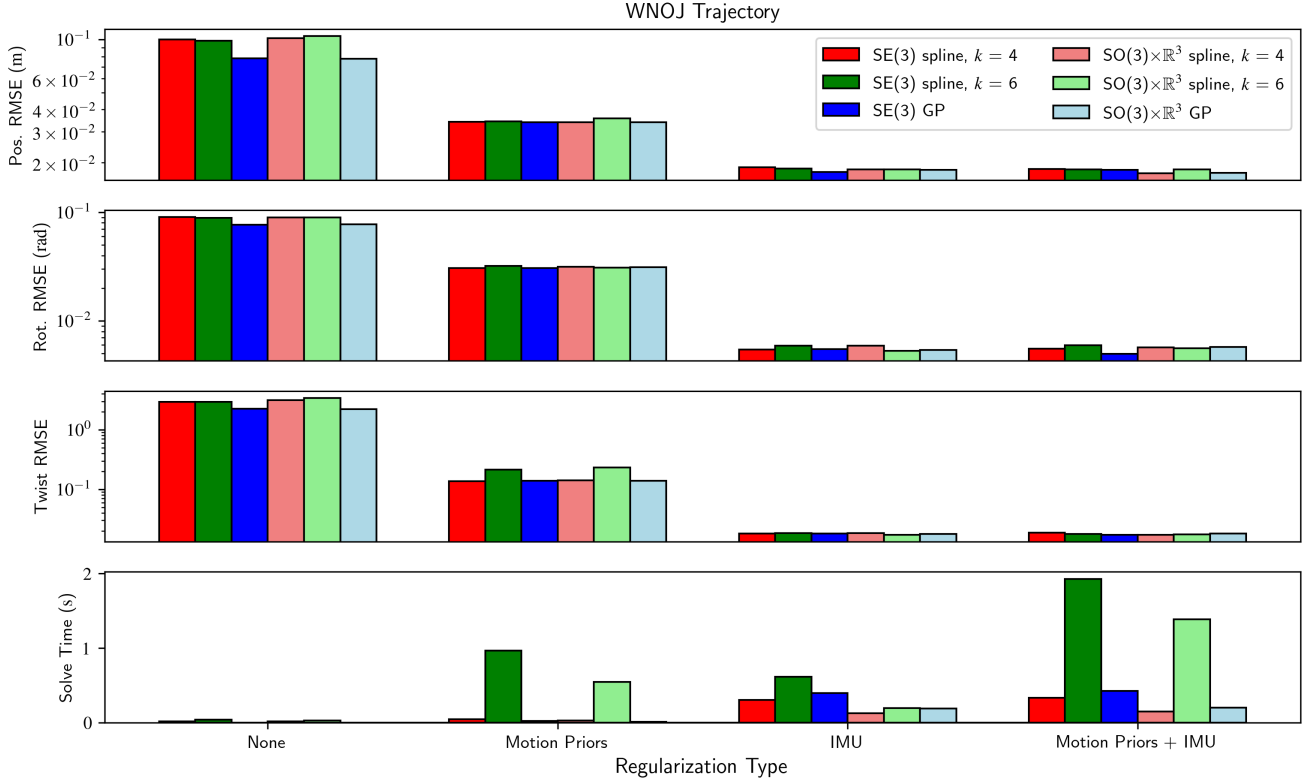 WNOJ Trajectory
Pos. RMSE (m)
10⁻¹
6 × 10⁻²
4 × 10⁻²
3 × 10⁻²
2 × 10⁻²
SE(3) spline, k = 4
SE(3) spline, k = 6
SE(3) GP
SO(3)×ℝ³ spline, k = 4
SO(3)×ℝ³ spline, k = 6
SO(3)×ℝ³ GP
Rot. RMSE (rad)
10⁻¹
10⁻²
Twist RMSE
10⁰
10⁻¹
Solve Time (s)
2
1
0
None
Motion Priors
IMU
Motion Priors + IMU
Regularization Type